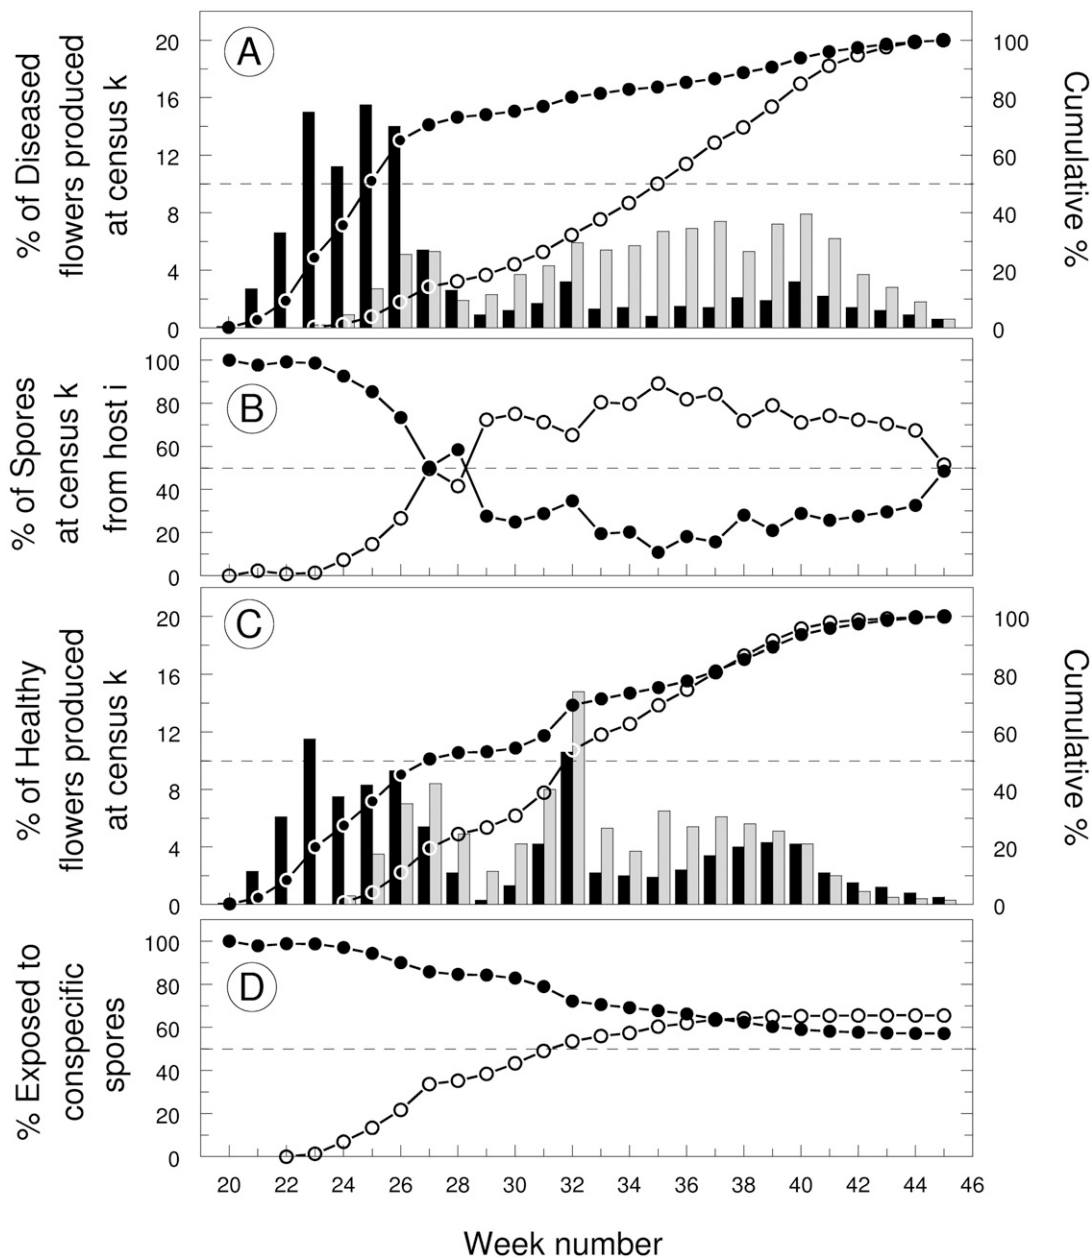 A
% of Diseased
flowers produced
at census k
20
16
12
8
4
0
100
80
60
40
20
0
Cumulative %
B
% of Spores
at census k
from host i
100
80
60
40
20
0
C
% of Healthy
flowers produced
at census k
20
16
12
8
4
0
100
80
60
40
20
0
Cumulative %
D
% Exposed to
conspecific
spores
100
80
60
40
20
0
20 22 24 26 28 30 32 34 36 38 40 42 44 46
Week number